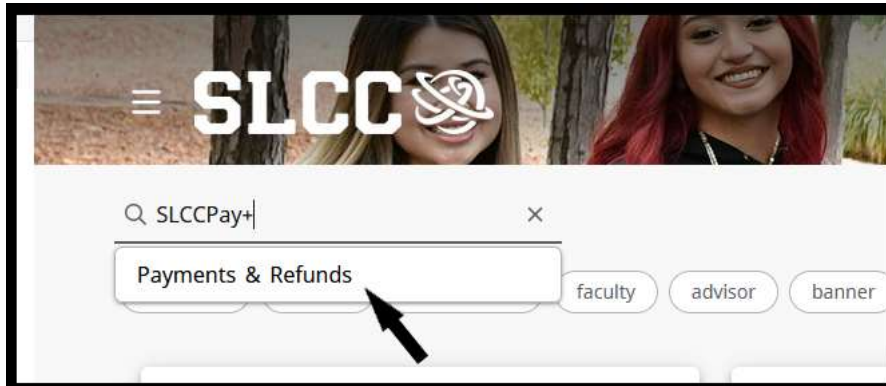 SLCC
SLCCPay+
Payments & Refunds
faculty
advisor
banner